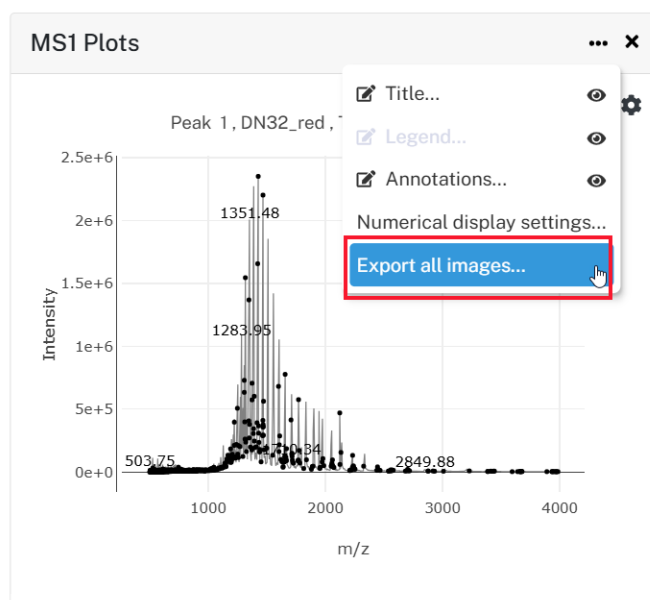 MS1 Plots
Title...
Peak 1, DN32_red,
Legend...
Annotations...
Numerical display settings...
Export all images...
2.5e+6
2e+6
1.5e+6
1e+6
5e+5
0e+0
Intensity
1351.48
1283.95
503.75
2849.88
1000
2000
3000
4000
m/z